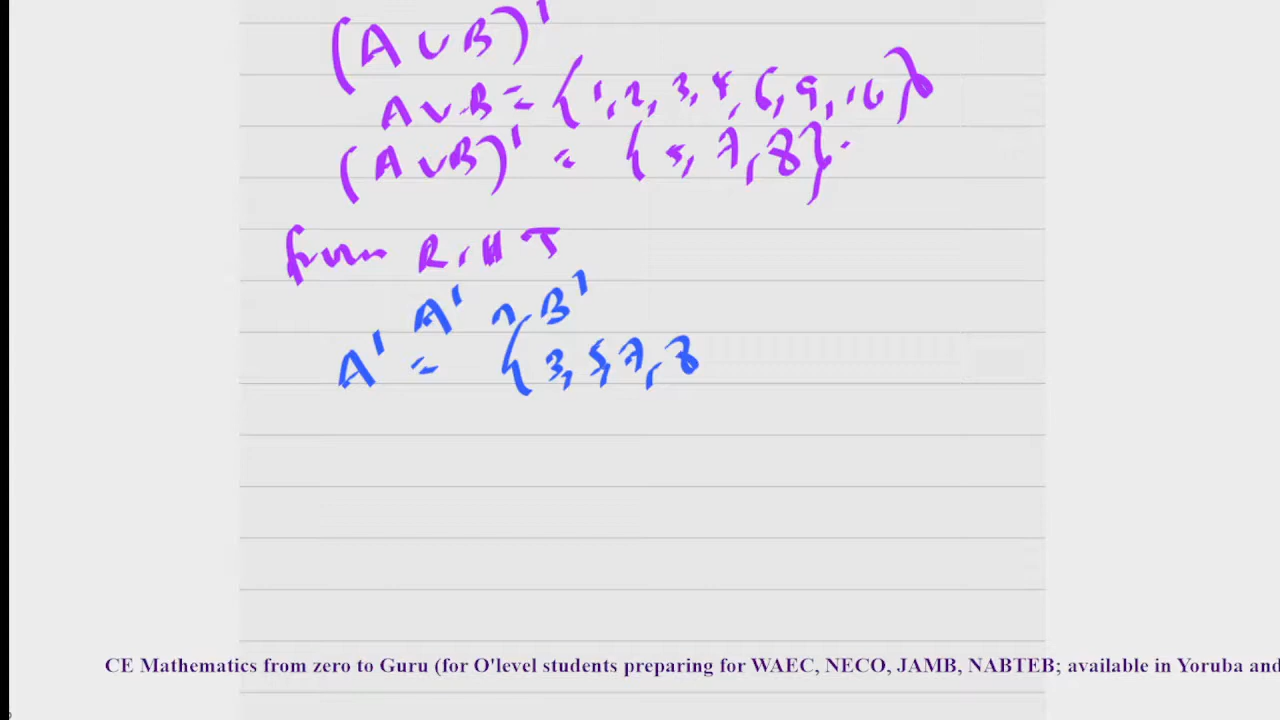 (A∪B)'
A∪B = {1, 2, 3, 4, 6, 9, 10}
(A∪B)' = {5, 7, 8}.
from RIHT
A' ∩ B'
A' = {3, 5, 7, 8
CE Mathematics from zero to Guru (for O'level students preparing for WAEC, NECO, JAMB, NABTEB; available in Yoruba and